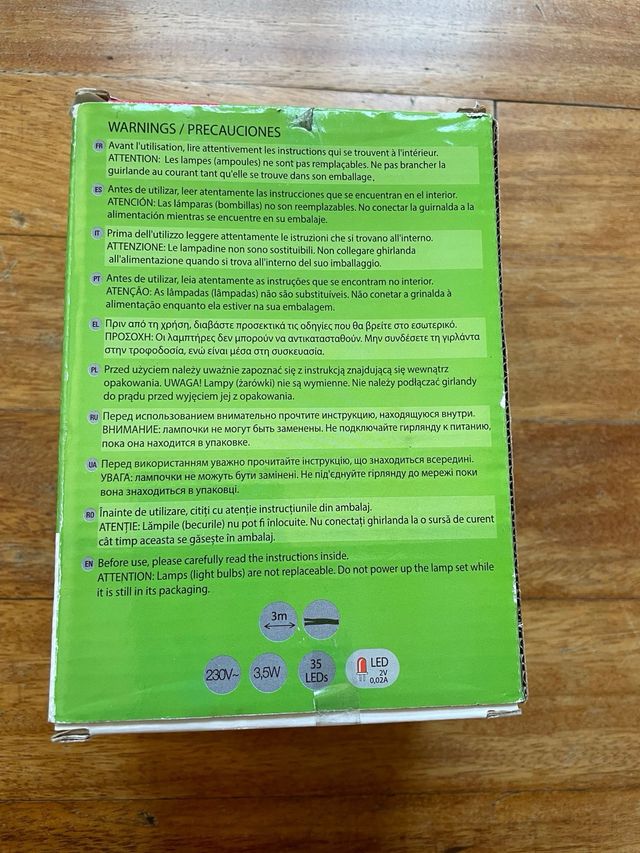 WARNINGS / PRECAUCIONES
FR Avant l'utilisation, lire attentivement les instructions qui se trouvent à l'intérieur.
ATTENTION: Les lampes (ampoules) ne sont pas remplaçables. Ne pas brancher la
guirlande au courant tant qu'elle se trouve dans son emballage.
ES Antes de utilizar, leer atentamente las instrucciones que se encuentran en el interior.
ATENCIÓN: Las lámparas (bombillas) no son reemplazables. No conectar la guirnalda a la
alimentación mientras se encuentre en su embalaje.
IT Prima dell'utilizzo leggere attentamente le istruzioni che si trovano all'interno.
ATTENZIONE: Le lampadine non sono sostituibili. Non collegare ghirlanda
all'alimentazione quando si trova all'interno del suo imballaggio.
PT Antes de utilizar, leia atentamente as instruções que se encontram no interior.
ATENÇÃO: As lâmpadas (lâmpadas) não são substituíveis. Não conetar a grinalda à
alimentação enquanto ela estiver na sua embalagem.
EL Πριν από τη χρήση, διαβάστε προσεκτικά τις οδηγίες που θα βρείτε στο εσωτερικό.
ΠΡΟΣΟΧΗ: Οι λαμπτήρες δεν μπορούν να αντικατασταθούν. Μην συνδέσετε τη γιρλάντα
στην τροφοδοσία, ενώ είναι μέσα στη συσκευασία.
PL Przed użyciem należy uważnie zapoznać się z instrukcją znajdującą się wewnątrz
opakowania. UWAGA! Lampy (żarówki) nie są wymienne. Nie należy podłączać girlandy
do prądu przed wyjęciem jej z opakowania.
RU Перед использованием внимательно прочтите инструкцию, находящуюся внутри.
ВНИМАНИЕ: лампочки не могут быть заменены. Не подключайте гирлянду к питанию,
пока она находится в упаковке.
UA Перед використанням уважно прочитайте інструкцію, що знаходиться всередині.
УВАГА: лампочки не можуть бути замінені. Не під'єднуйте гірлянду до мережі поки
вона знаходиться в упаковці.
RO Înainte de utilizare, citiți cu atenție instrucțiunile din ambalaj.
ATENȚIE: Lămpile (becurile) nu pot fi înlocuite. Nu conectați ghirlanda la o sursă de curent
cât timp aceasta se găsește în ambalaj.
EN Before use, please carefully read the instructions inside.
ATTENTION: Lamps (light bulbs) are not replaceable. Do not power up the lamp set while
it is still in its packaging.
3m
230V~ 3,5W 35 LEDs LED 2V 0,02A